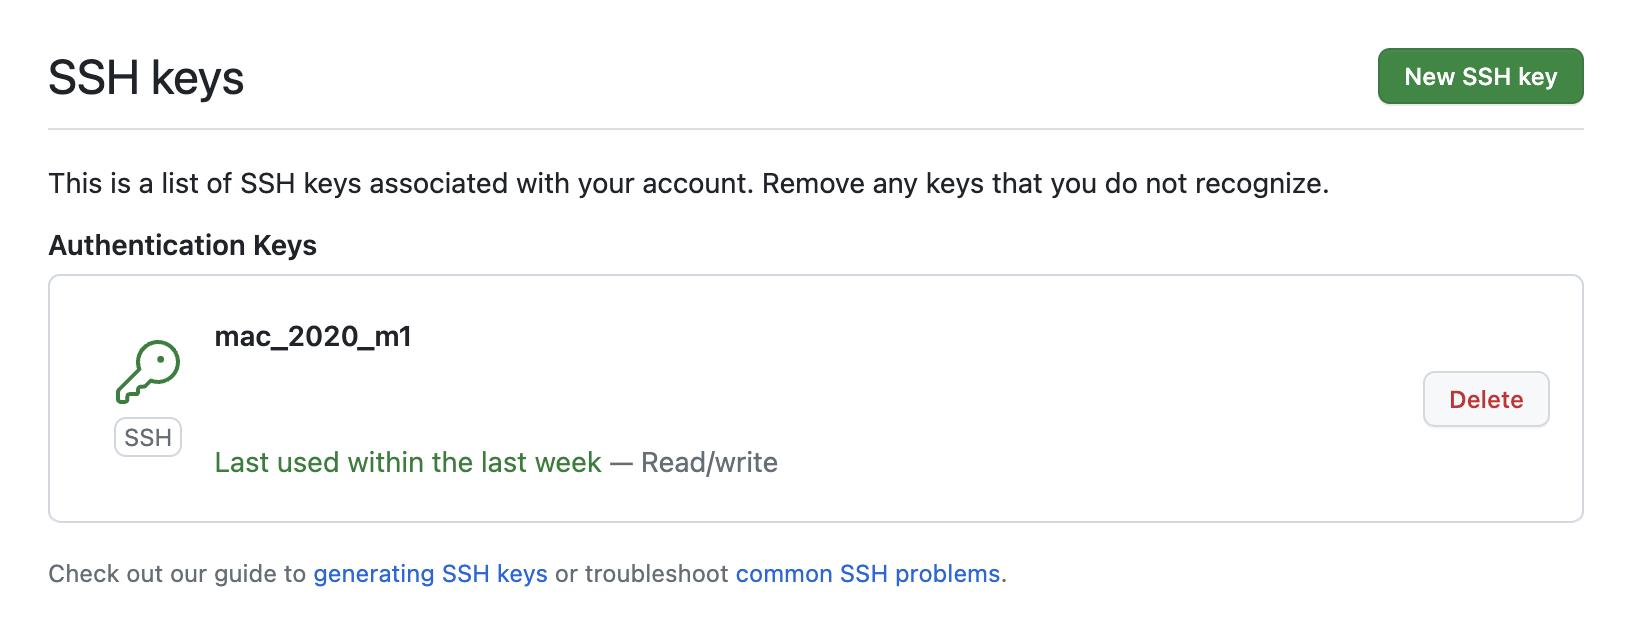 SSH keys
New SSH key
This is a list of SSH keys associated with your account. Remove any keys that you do not recognize.
Authentication Keys
mac_2020_m1
SSH
Last used within the last week — Read/write
Delete
Check out our guide to generating SSH keys or troubleshoot common SSH problems.